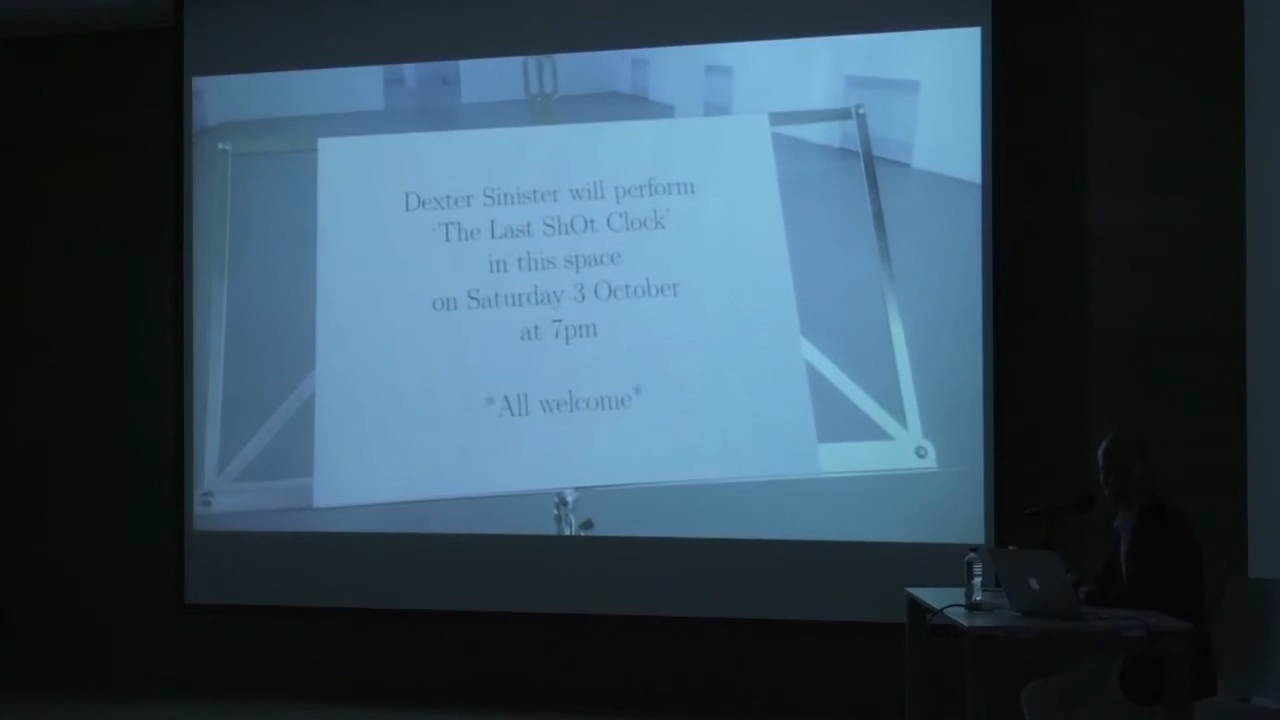 Dexter Sinister will perform
'The Last ShOt Clock'
in this space
on Saturday 3 October
at 7pm
*All welcome*